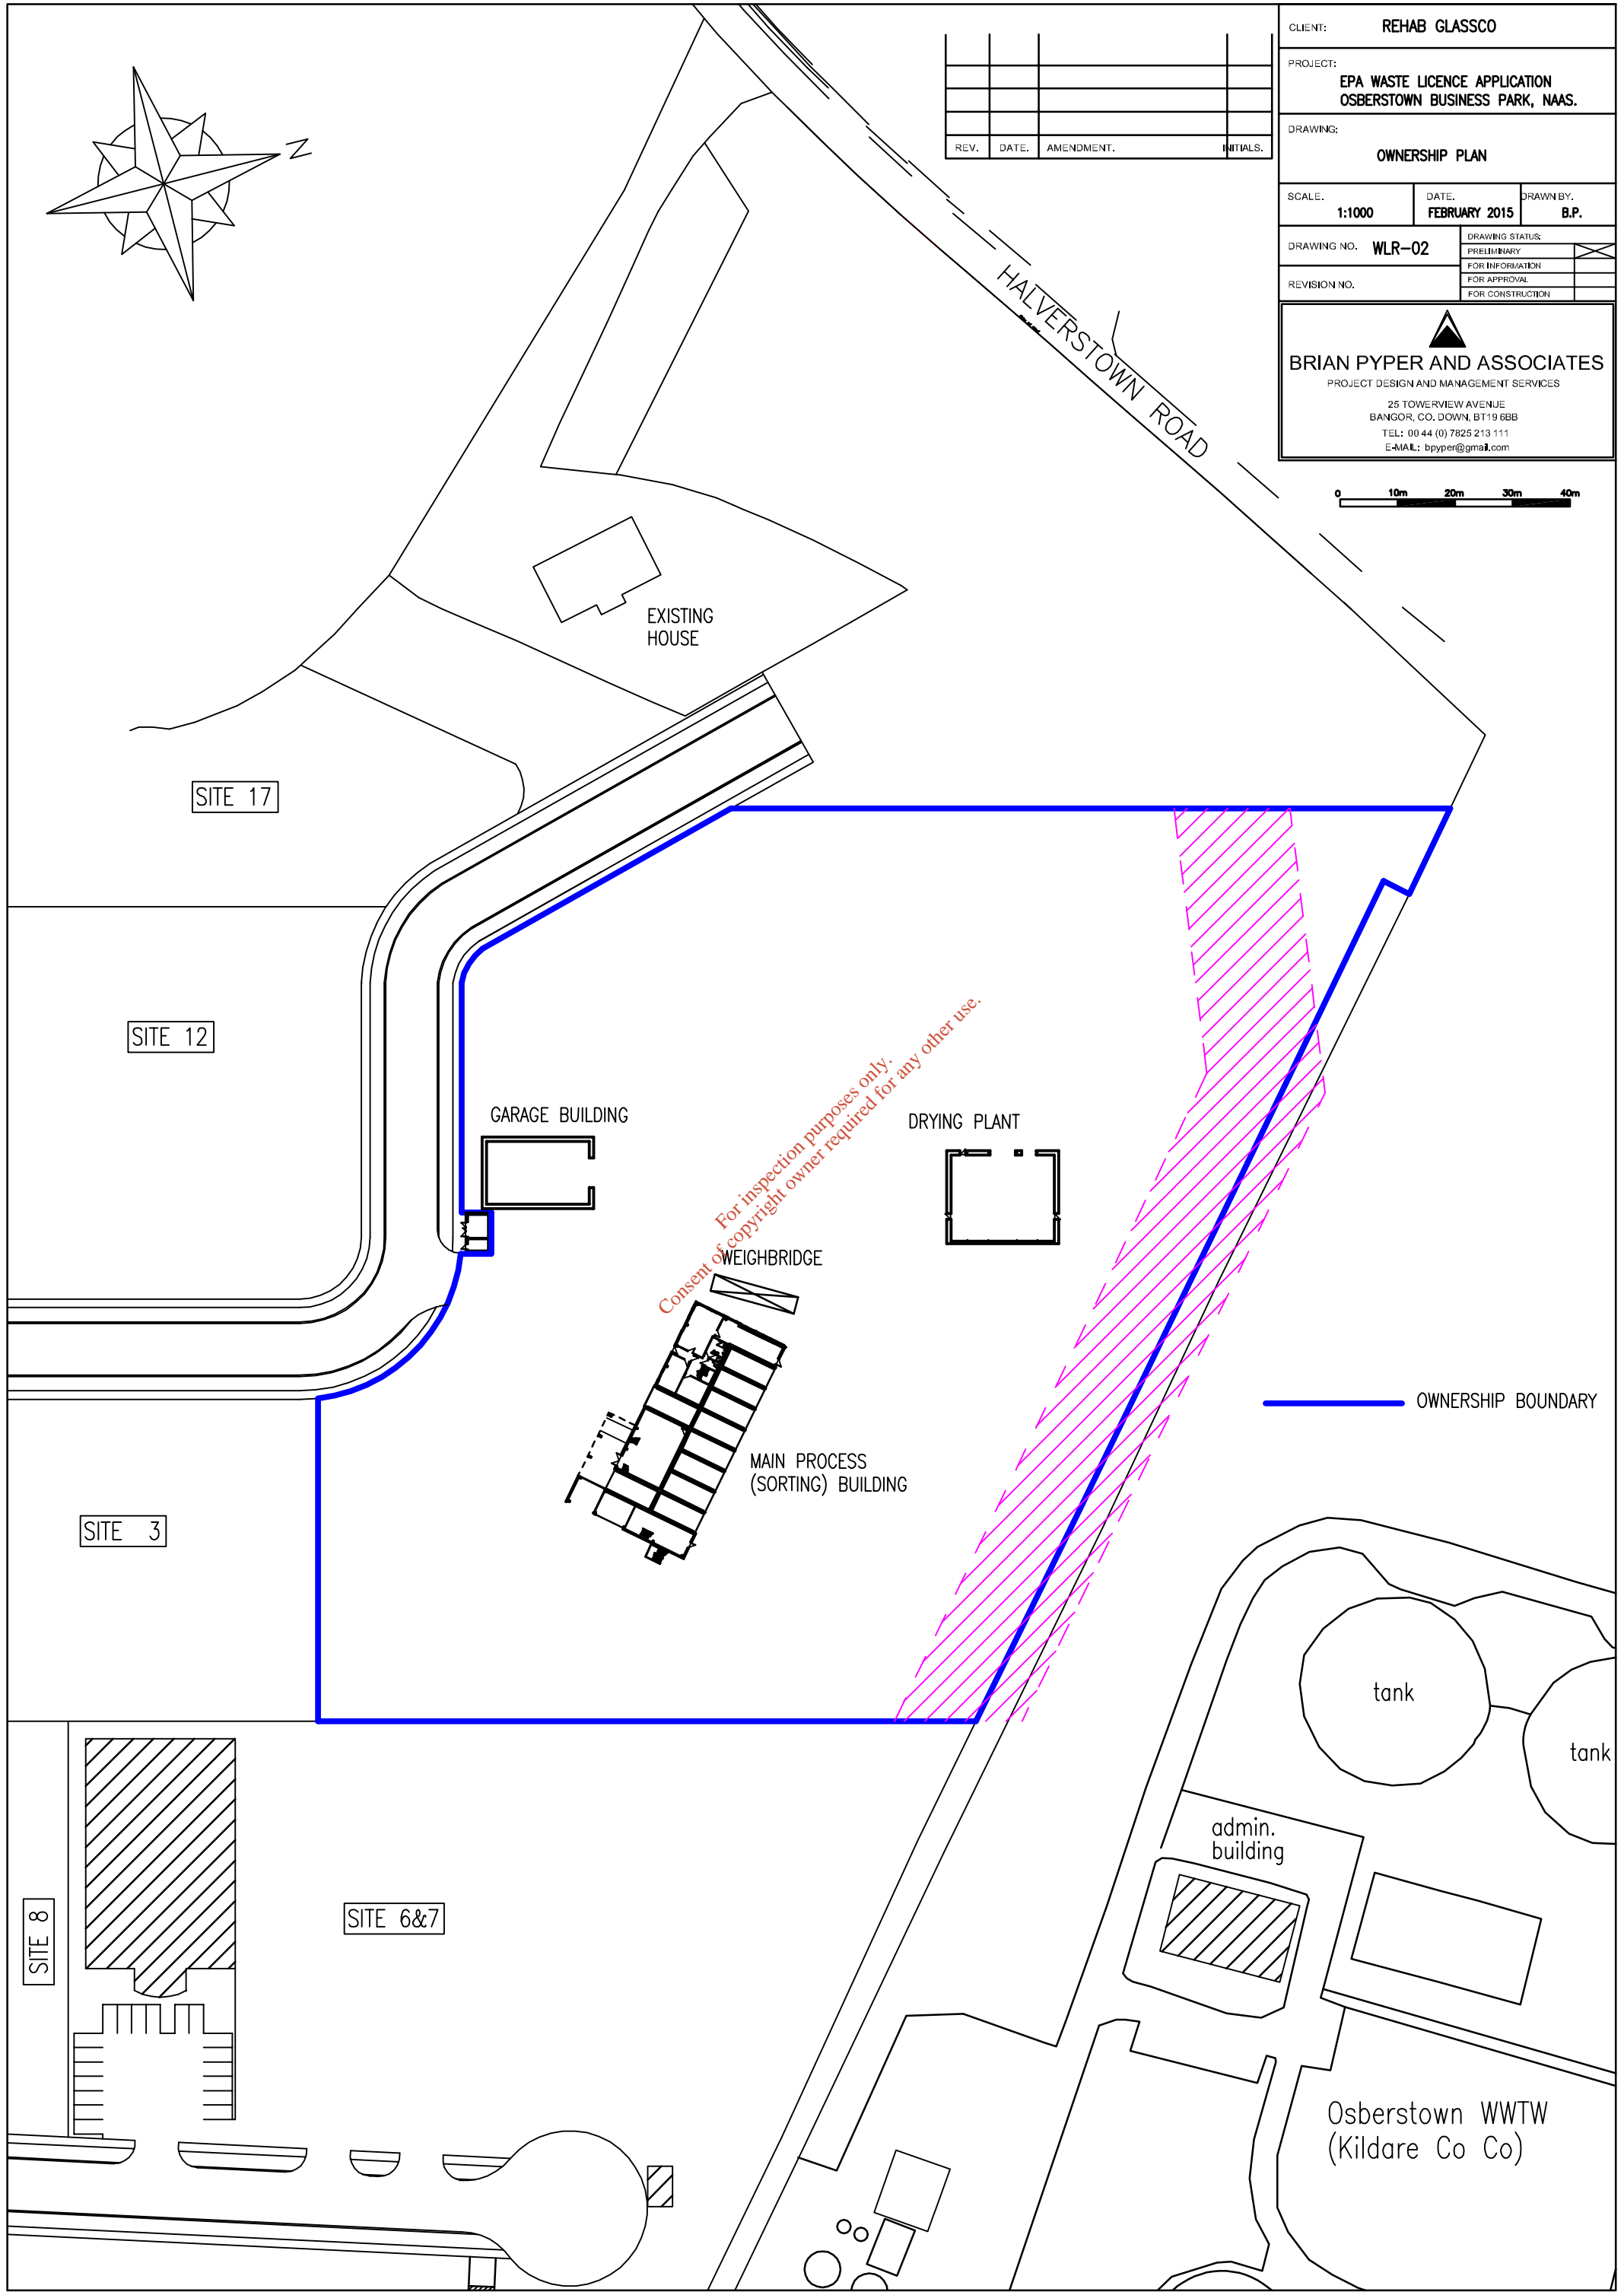 CLIENT: REHAB GLASSCO
PROJECT:
EPA WASTE LICENCE APPLICATION
OSBERSTOWN BUSINESS PARK, NAAS.
DRAWING:
OWNERSHIP PLAN
SCALE. DATE. DRAWN BY.
1:1000 FEBRUARY 2015 B.P.
DRAWING NO. WLR-02
REVISION NO.
DRAWING STATUS:
PRELIMINARY
FOR INFORMATION
FOR APPROVAL
FOR CONSTRUCTION
BRIAN PYPER AND ASSOCIATES
PROJECT DESIGN AND MANAGEMENT SERVICES
25 TOWERVIEW AVENUE
BANGOR, CO. DOWN, BT19 6BB
TEL: 00 44 (0) 7825 213 111
E-MAIL: bpyper@gmail.com
REV. DATE. AMENDMENT. INITIALS.
0 10m 20m 30m 40m
N
HALVERSTOWN ROAD
EXISTING
HOUSE
SITE 17
SITE 12
GARAGE BUILDING
DRYING PLANT
For inspection purposes only.
Consent of copyright owner required for any other use.
WEIGHBRIDGE
OWNERSHIP BOUNDARY
MAIN PROCESS
(SORTING) BUILDING
SITE 3
tank
tank
admin.
building
SITE 8
SITE 6&7
Osberstown WWTW
(Kildare Co Co)